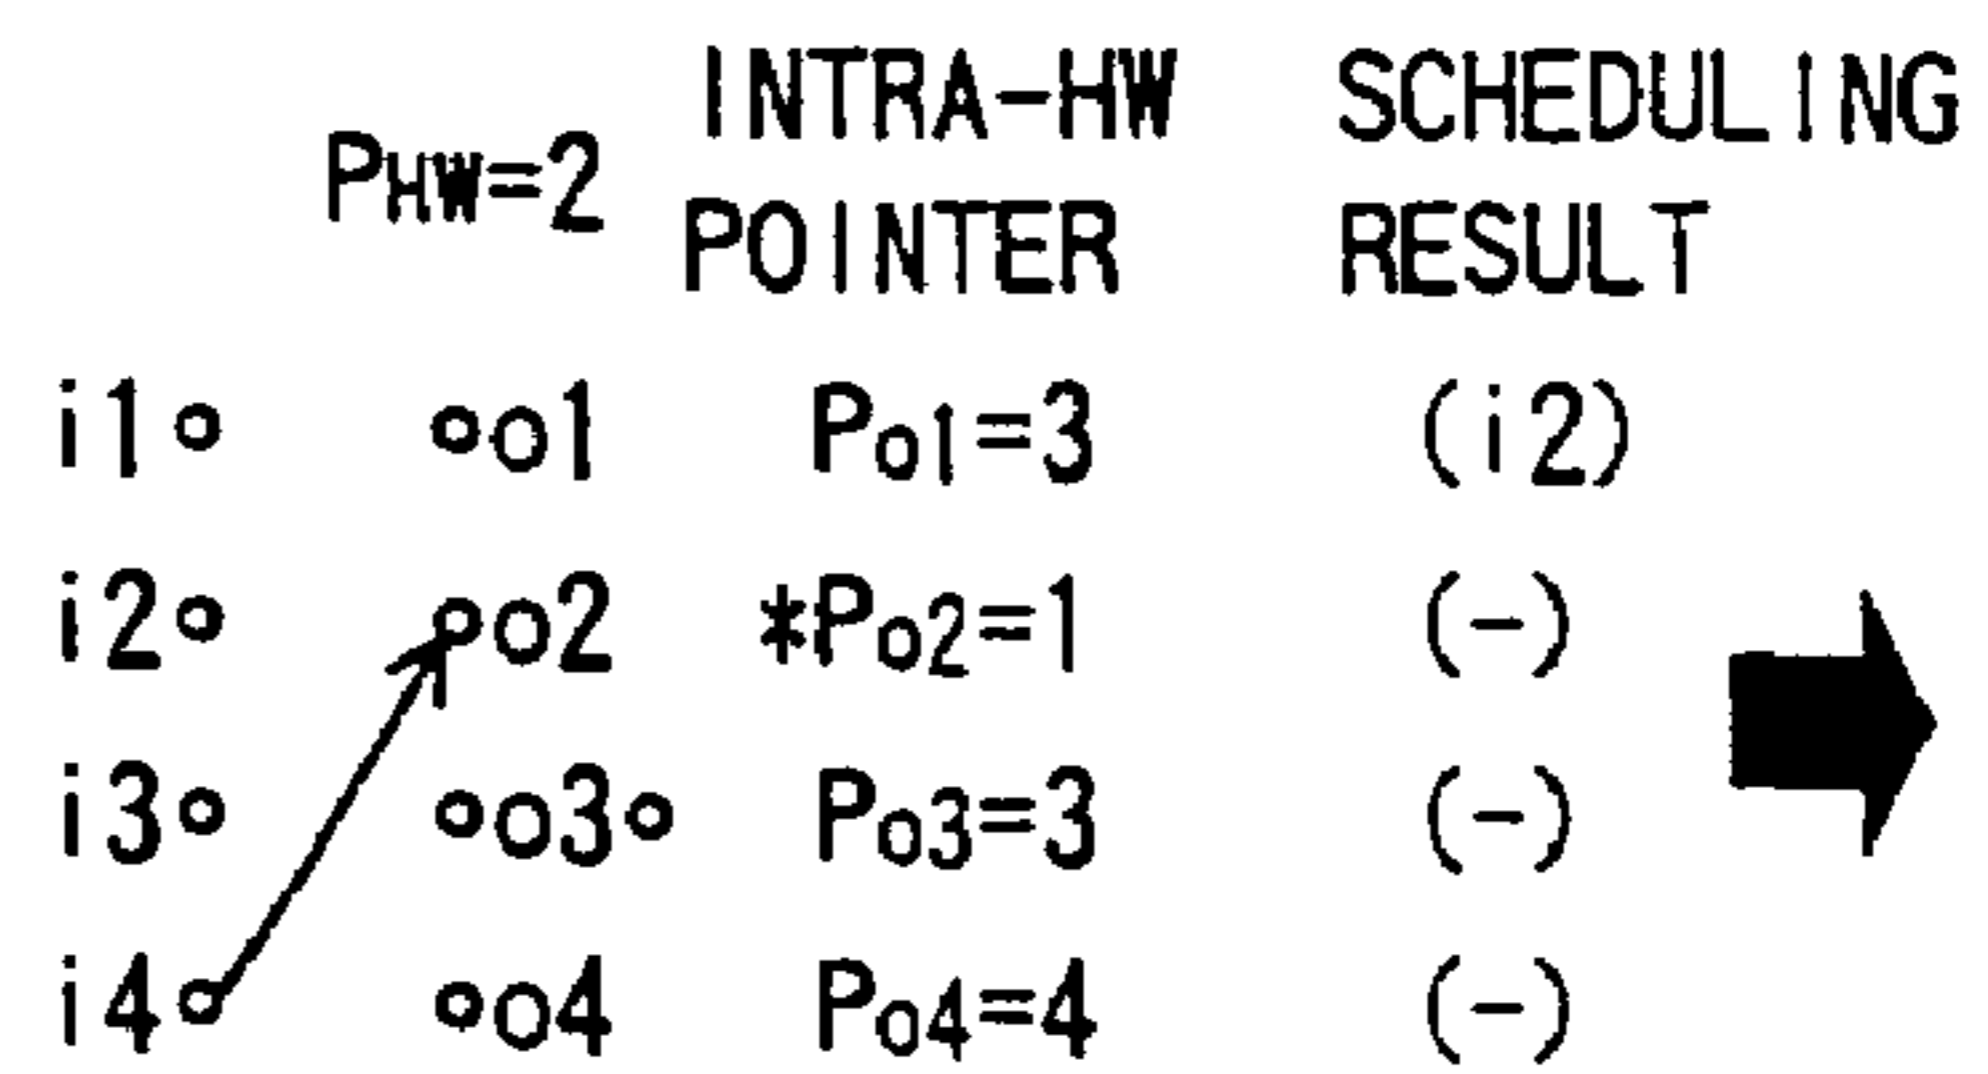 INTRA-HW SCHEDULING
PHW=2 POINTER RESULT
i1 o1 Po1=3 (i2)
i2 o2 *Po2=1 (-)
i3 o3 Po3=3 (-)
i4 o4 Po4=4 (-)